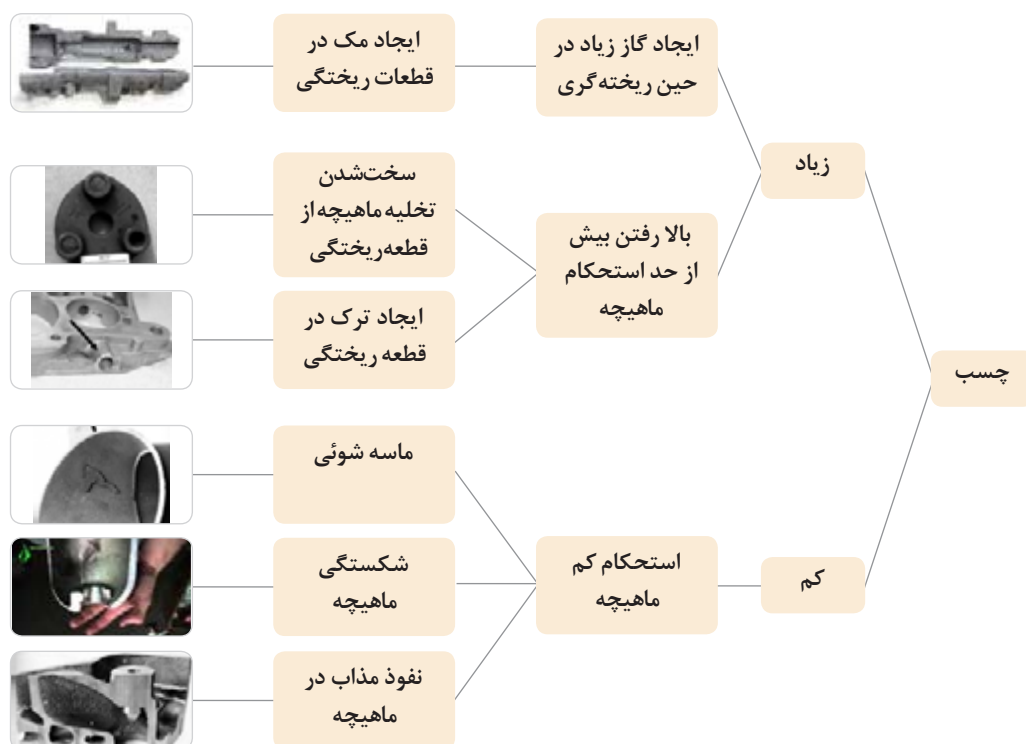 چسب
زیاد
ایجاد گاز زیاد در
حین ریخته‌گری
ایجاد مک در
قطعات ریختگی
بالا رفتن بیش
از حد استحکام
ماهیچه
سخت‌شدن
تخلیه ماهیچه از
قطعه‌ریختگی
ایجاد ترک در
قطعه ریختگی
کم
استحکام کم
ماهیچه
ماسه شوئی
شکستگی
ماهیچه
نفوذ مذاب در
ماهیچه